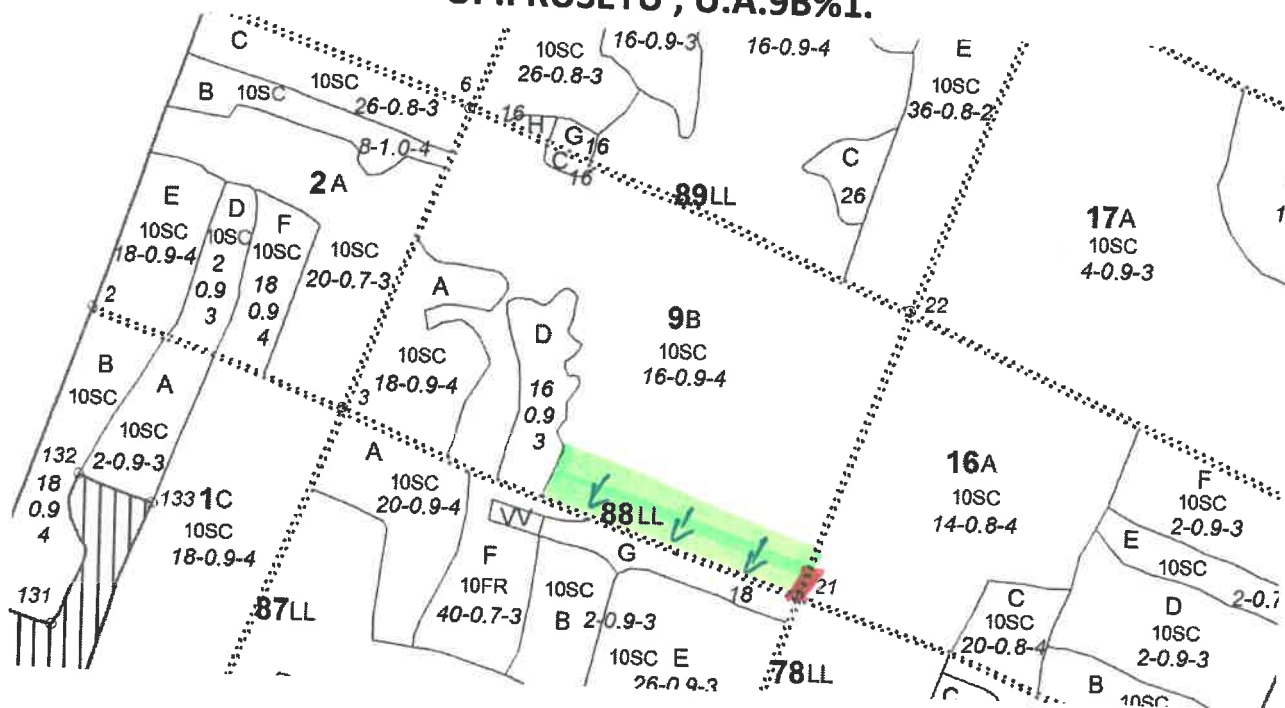 U.A.9B%1.
C
10SC
26-0.8-3
B
10SC
8-1.0-4
6
10SC
26-0.8-3
16-0.9-3
16-0.9-4
E
10SC
36-0.8-2
16
H
G
16
C
16
C
26
89LL
17A
10SC
4-0.9-3
2A
E
10SC
18-0.9-4
D
10SC
2
0.9
3
F
10SC
18
0.9
4
10SC
20-0.7-3
2
A
10SC
18-0.9-4
D
16
0.9
3
9B
10SC
16-0.9-4
22
3
B
10SC
A
10SC
2-0.9-3
132
18
0.9
4
133
1C
10SC
18-0.9-4
131
A
10SC
20-0.9-4
VV
88LL
G
18
21
F
10FR
40-0.7-3
10SC
B
2-0.9-3
10SC
E
26-0.9-3
87LL
78LL
16A
10SC
14-0.8-4
F
10SC
2-0.9-3
E
10SC
D
10SC
2-0.9-3
C
10SC
20-0.8-4
B
10SC
C